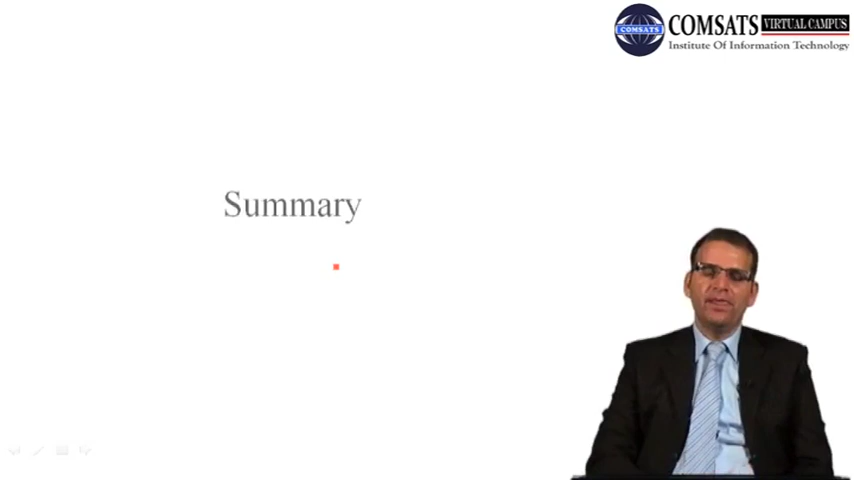 COMSATS VIRTUAL CAMPUS
COMSATS
Institute Of Information Technology
Summary